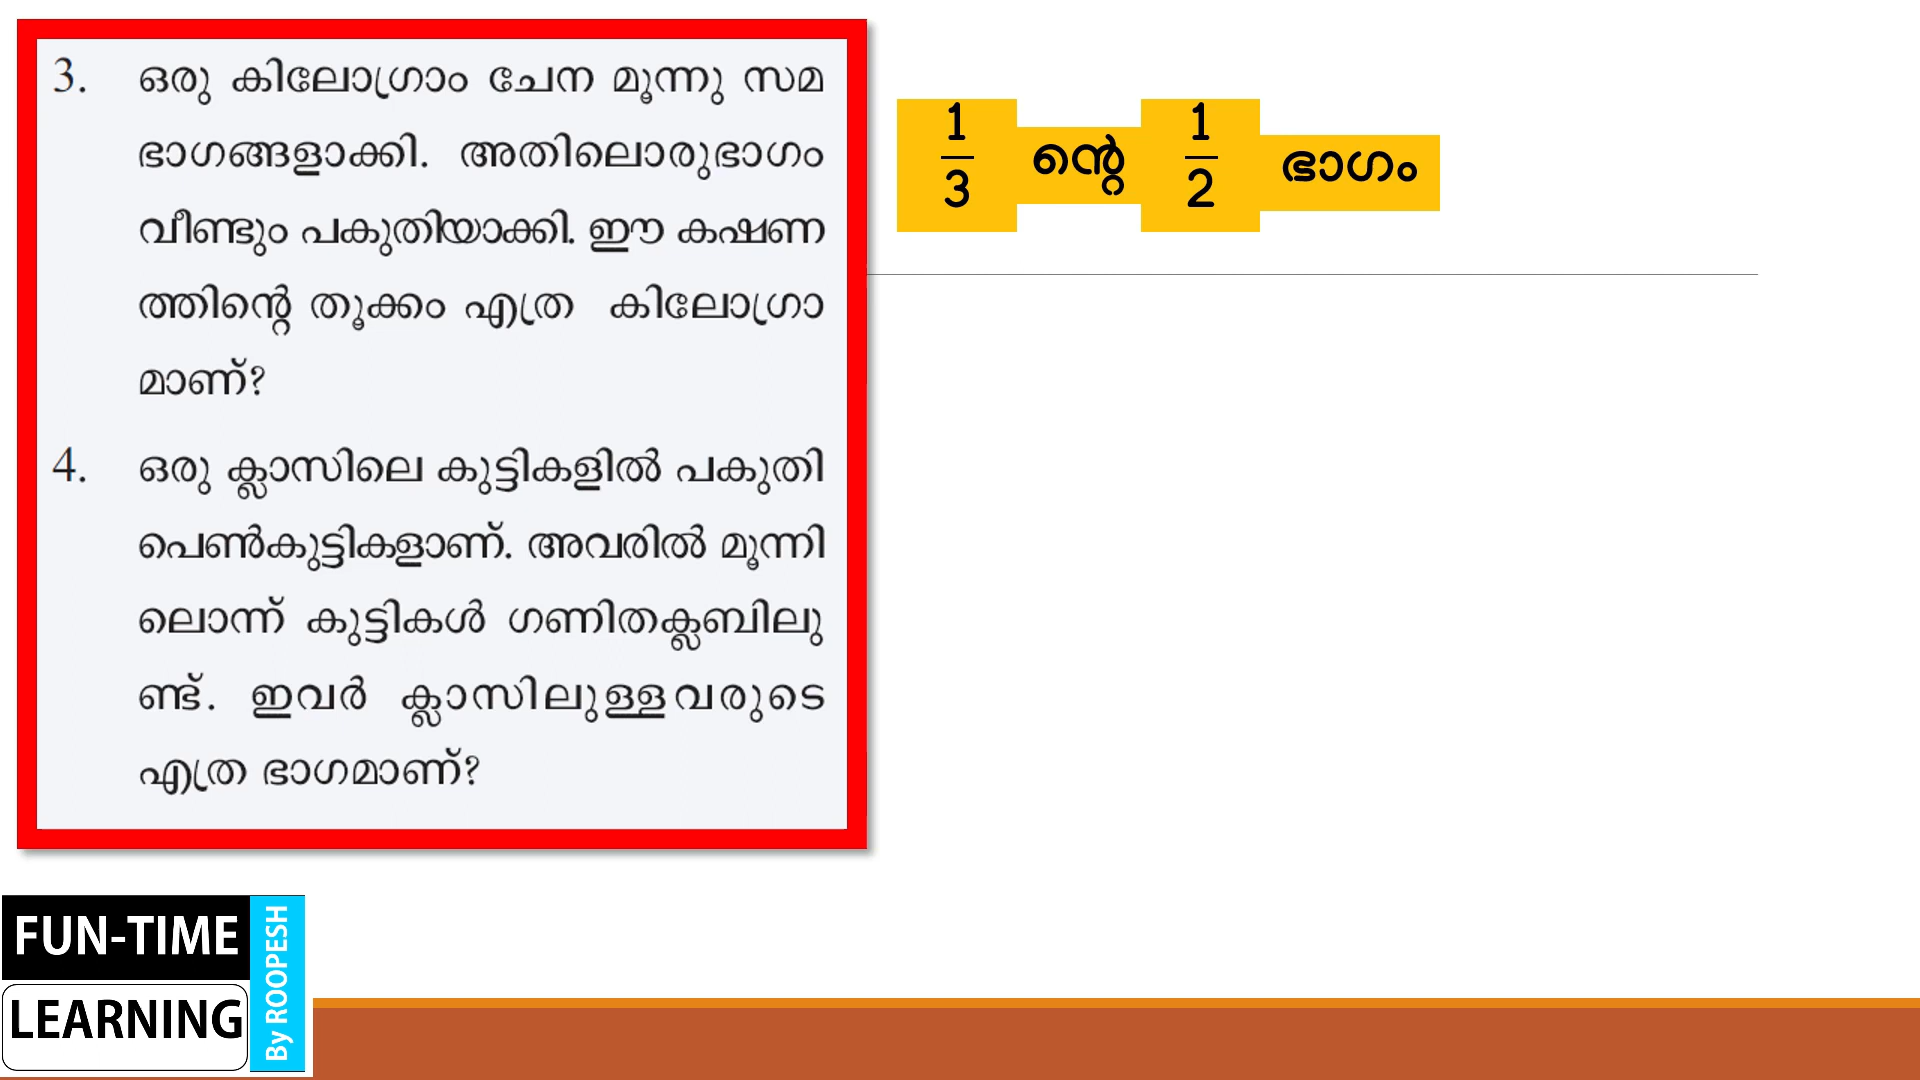 3. ഒരു കിലോഗ്രാം ചേന മൂന്നു സമ
ഭാഗങ്ങളാക്കി. അതിലൊരുഭാഗം
വീണ്ടും പകുതിയാക്കി. ഈ കഷണ
ത്തിന്റെ തൂക്കം എത്ര കിലോഗ്രാ
മാണ്?
4. ഒരു ക്ലാസിലെ കുട്ടികളിൽ പകുതി
പെൺകുട്ടികളാണ്. അവരിൽ മൂന്നി
ലൊന്ന് കുട്ടികൾ ഗണിതക്ലബിലു
ണ്ട്. ഇവർ ക്ലാസിലുള്ളവരുടെ
എത്ര ഭാഗമാണ്?
1/3 ന്റെ 1/2 ഭാഗം
FUN-TIME
LEARNING
By ROOPESH